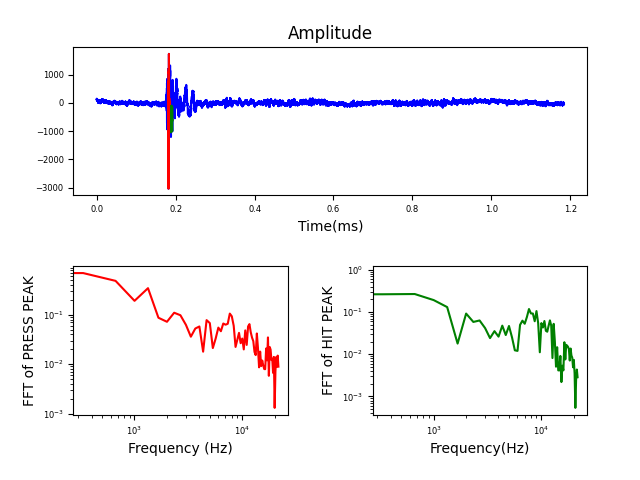 Amplitude
1000
0
−1000
−2000
−3000
0.0 0.2 0.4 0.6 0.8 1.0 1.2
Time(ms)
FFT of PRESS PEAK
10⁻¹
10⁻²
10⁻³
10³ 10⁴
Frequency (Hz)
FFT of HIT PEAK
10⁰
10⁻¹
10⁻²
10⁻³
10³ 10⁴
Frequency(Hz)